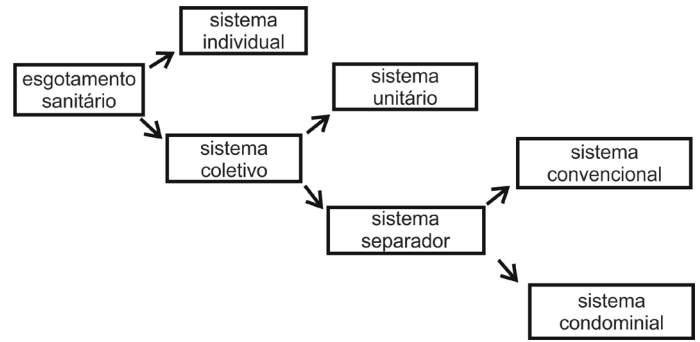 sistema
individual
esgotamento
sanitário
sistema
unitário
sistema
coletivo
sistema
convencional
sistema
separador
sistema
condominial